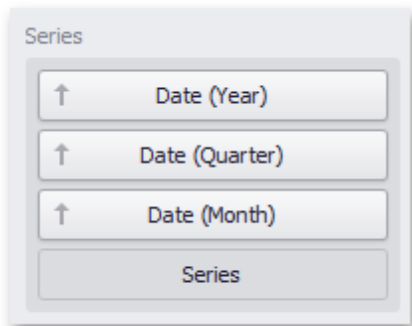 Series
Date (Year)
Date (Quarter)
Date (Month)
Series